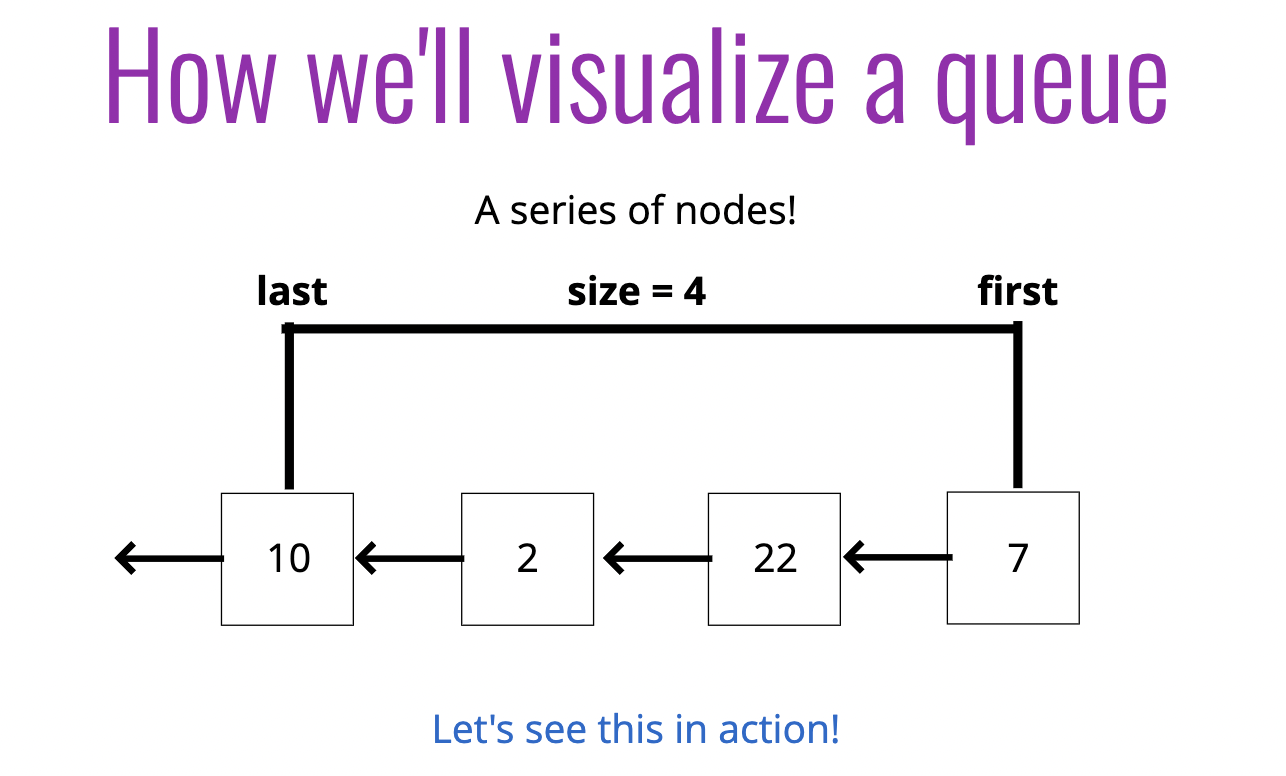 How we'll visualize a queue
A series of nodes!
last size = 4 first
10 2 22 7
Let's see this in action!